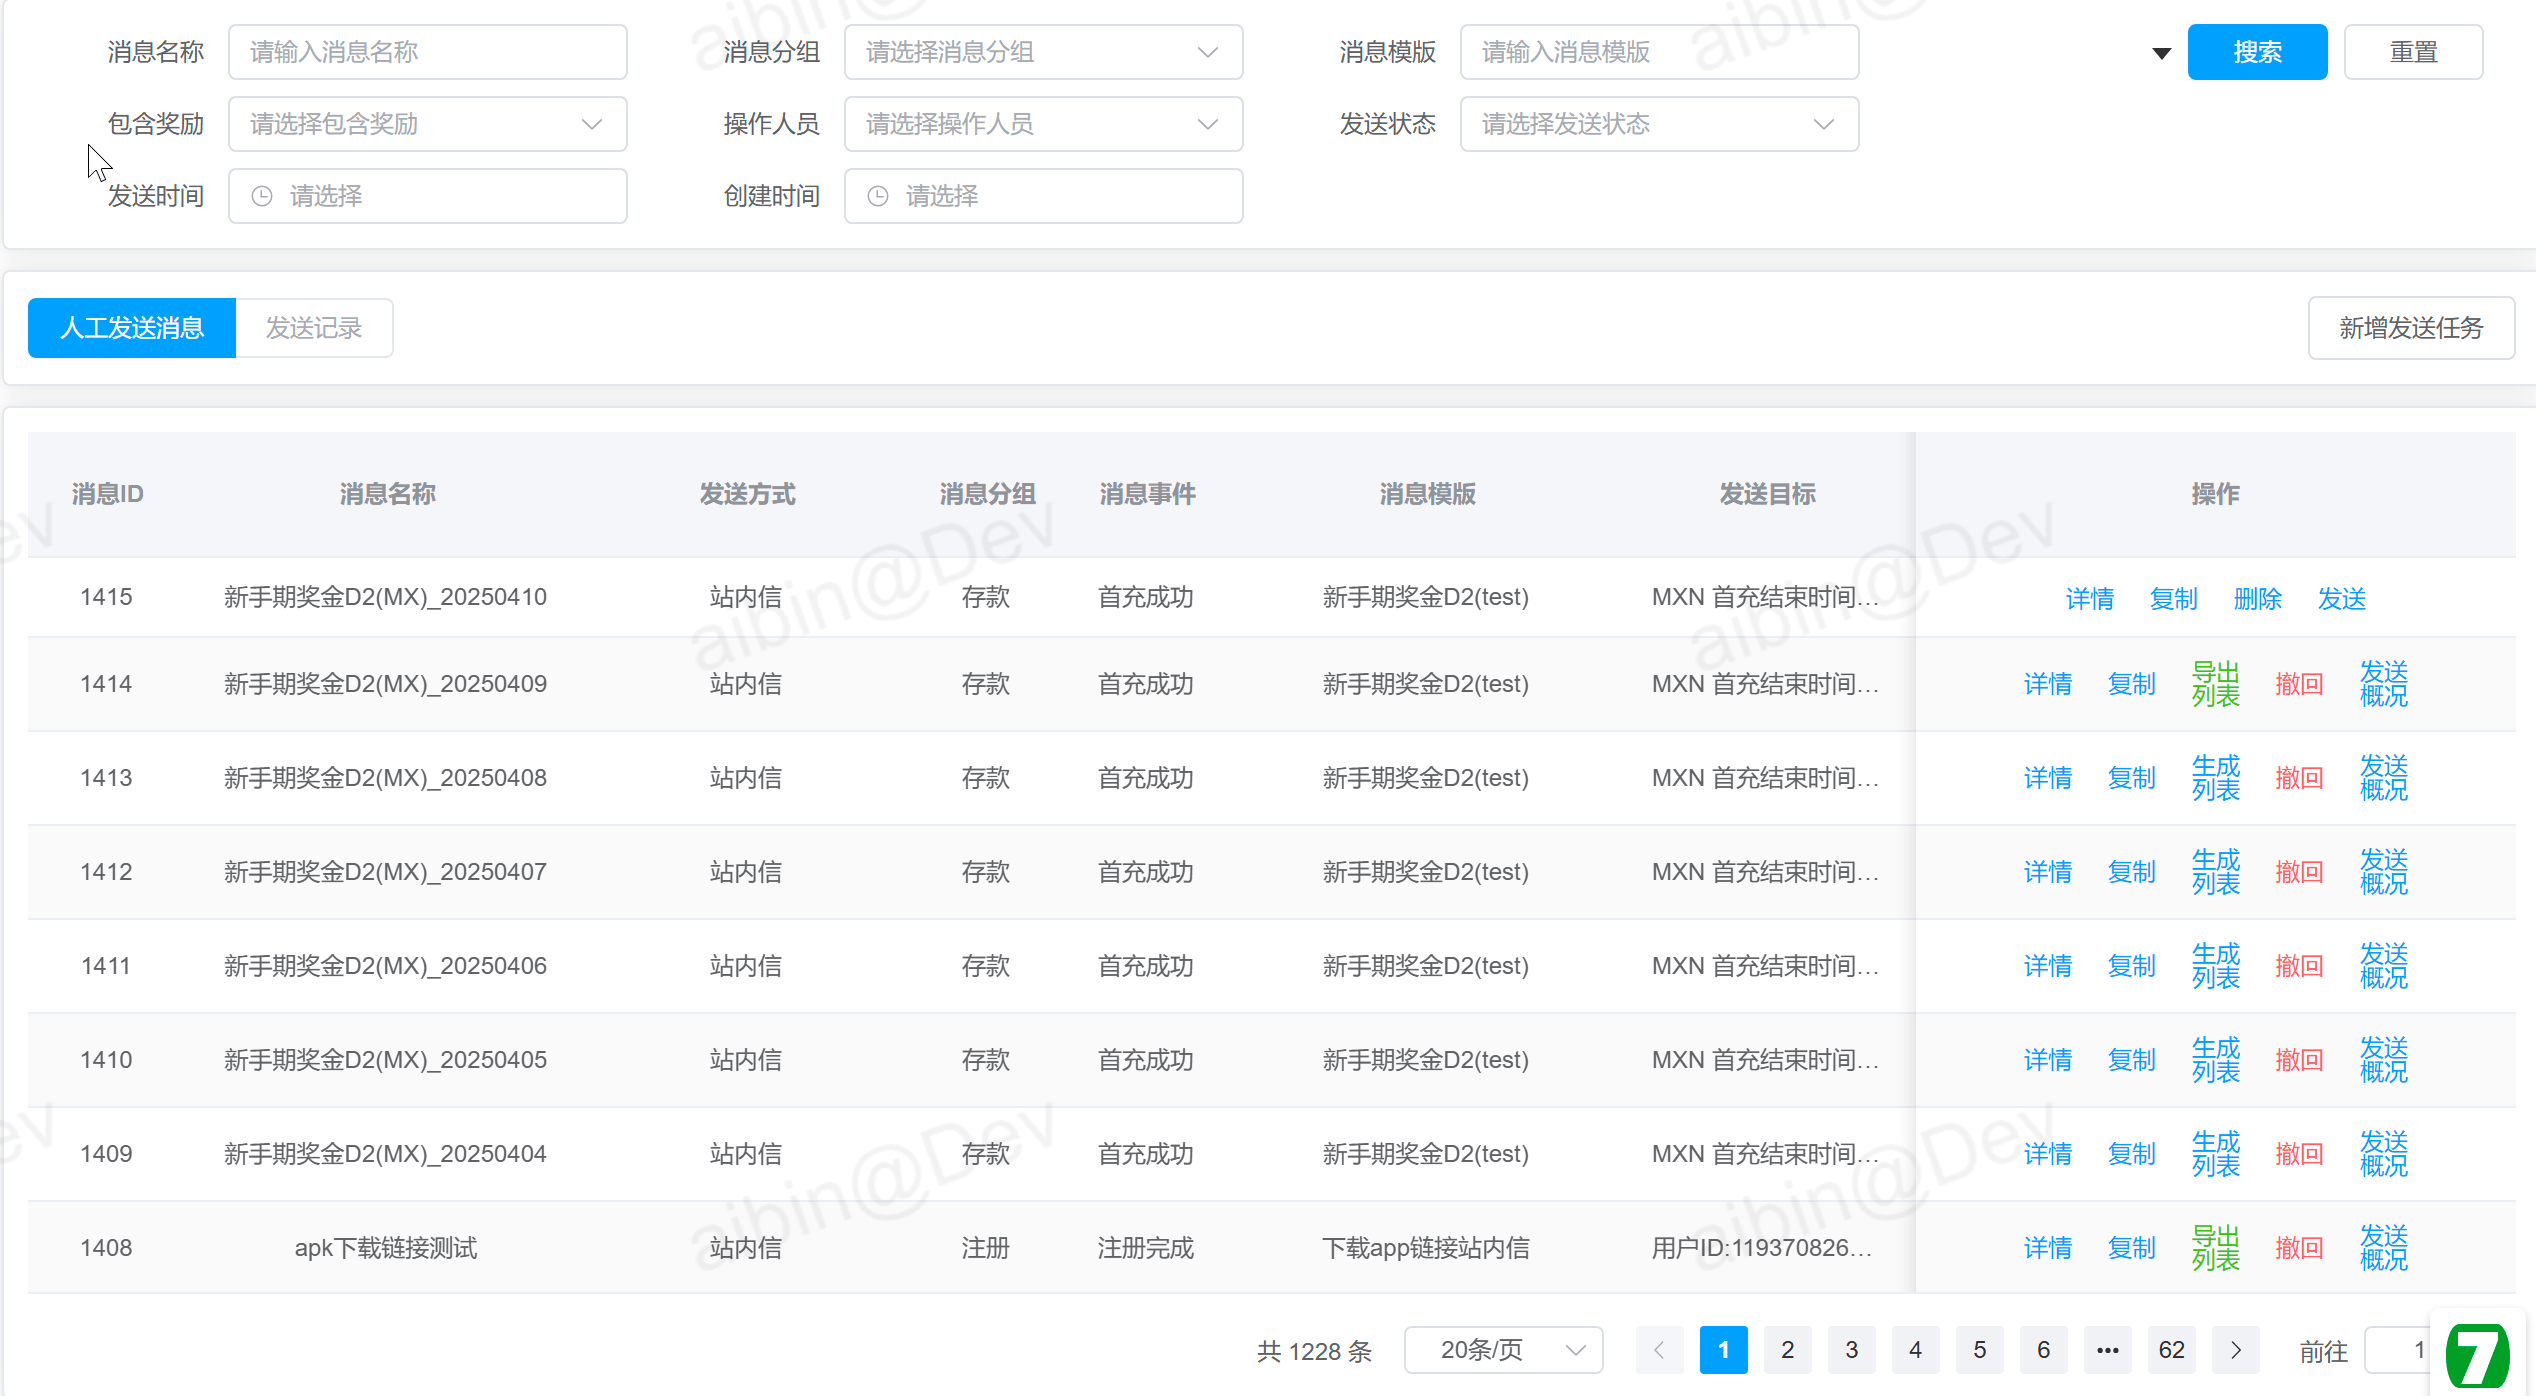 消息名称 请输入消息名称 消息分组 请选择消息分组 消息模版 请输入消息模版 搜索 重置
包含奖励 请选择包含奖励 操作人员 请选择操作人员 发送状态 请选择发送状态
发送时间 请选择 创建时间 请选择
人工发送消息 发送记录 新增发送任务
消息ID 消息名称 发送方式 消息分组 消息事件 消息模版 发送目标 操作
1415 新手期奖金D2(MX)_20250410 站内信 存款 首充成功 新手期奖金D2(test) MXN 首充结束时间... 详情 复制 删除 发送
1414 新手期奖金D2(MX)_20250409 站内信 存款 首充成功 新手期奖金D2(test) MXN 首充结束时间... 详情 复制 导出列表 撤回 发送概况
1413 新手期奖金D2(MX)_20250408 站内信 存款 首充成功 新手期奖金D2(test) MXN 首充结束时间... 详情 复制 生成列表 撤回 发送概况
1412 新手期奖金D2(MX)_20250407 站内信 存款 首充成功 新手期奖金D2(test) MXN 首充结束时间... 详情 复制 生成列表 撤回 发送概况
1411 新手期奖金D2(MX)_20250406 站内信 存款 首充成功 新手期奖金D2(test) MXN 首充结束时间... 详情 复制 生成列表 撤回 发送概况
1410 新手期奖金D2(MX)_20250405 站内信 存款 首充成功 新手期奖金D2(test) MXN 首充结束时间... 详情 复制 生成列表 撤回 发送概况
1409 新手期奖金D2(MX)_20250404 站内信 存款 首充成功 新手期奖金D2(test) MXN 首充结束时间... 详情 复制 生成列表 撤回 发送概况
1408 apk下载链接测试 站内信 注册 注册完成 下载app链接站内信 用户ID:119370826... 详情 复制 导出列表 撤回 发送概况
共 1228 条 20条/页 1 2 3 4 5 6 ••• 62 前往 1
7
aibin@Dev
aibin@Dev
aibin@Dev
aibin@Dev